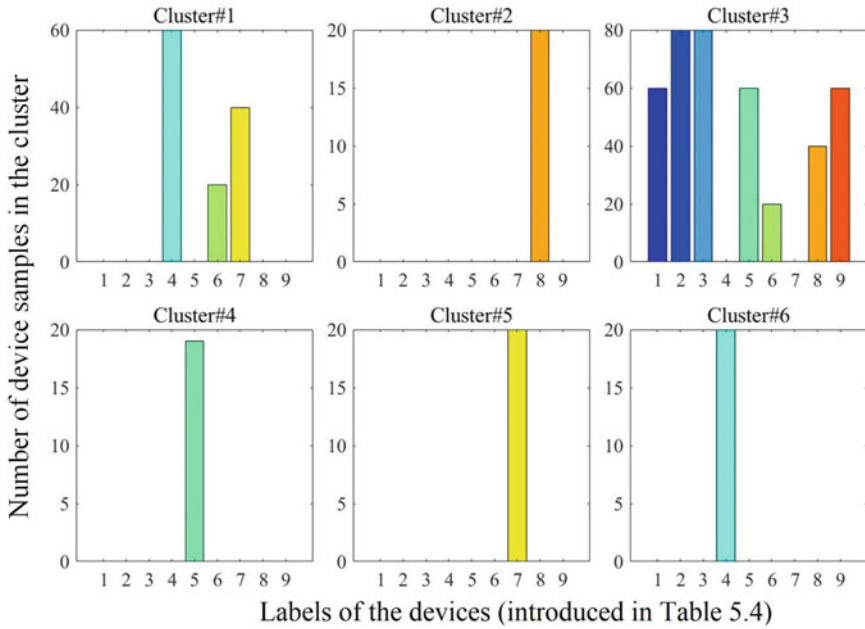 Cluster#1
Cluster#2
Cluster#3
60
40
20
0
1 2 3 4 5 6 7 8 9
20
15
10
5
0
1 2 3 4 5 6 7 8 9
80
60
40
20
0
1 2 3 4 5 6 7 8 9
Number of device samples in the cluster
Cluster#4
Cluster#5
Cluster#6
20
15
10
5
0
1 2 3 4 5 6 7 8 9
20
15
10
5
0
1 2 3 4 5 6 7 8 9
20
15
10
5
0
1 2 3 4 5 6 7 8 9
Labels of the devices (introduced in Table 5.4)